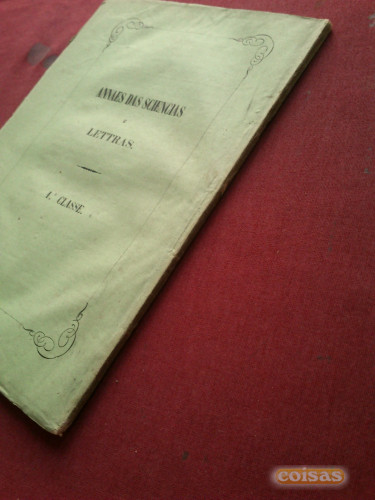 ANNAES DAS SCIENCIAS
E
LETTRAS.
1.ª CLASSE.
coisas